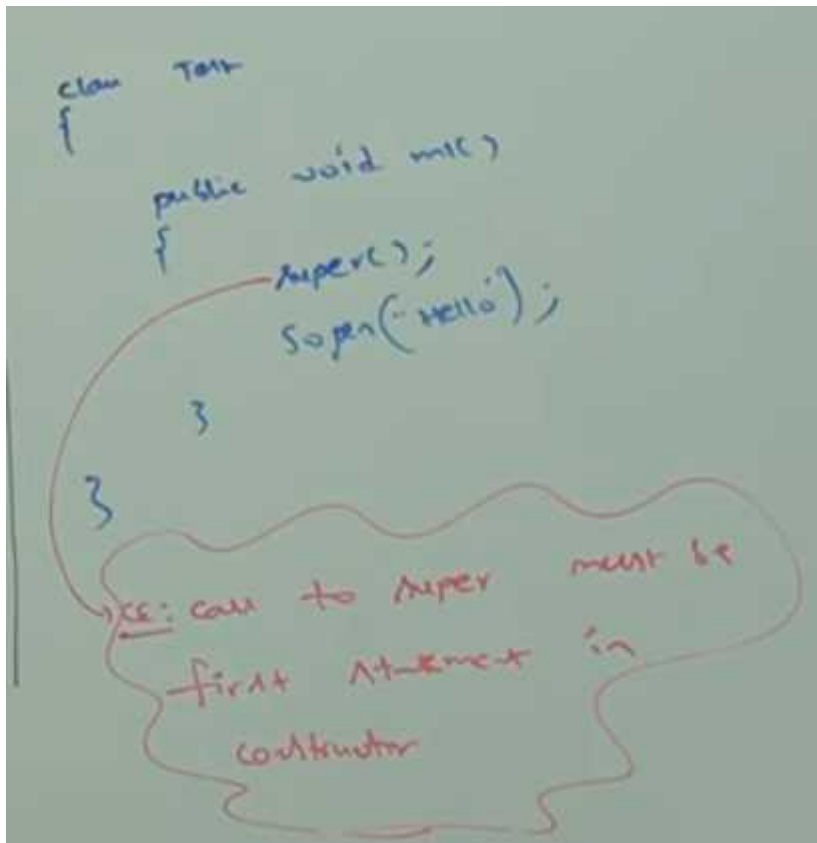 class Test
{
public void m1()
{
super();
Sopln("Hello");
}
}
CE: call to super must be
first statement in
constructor